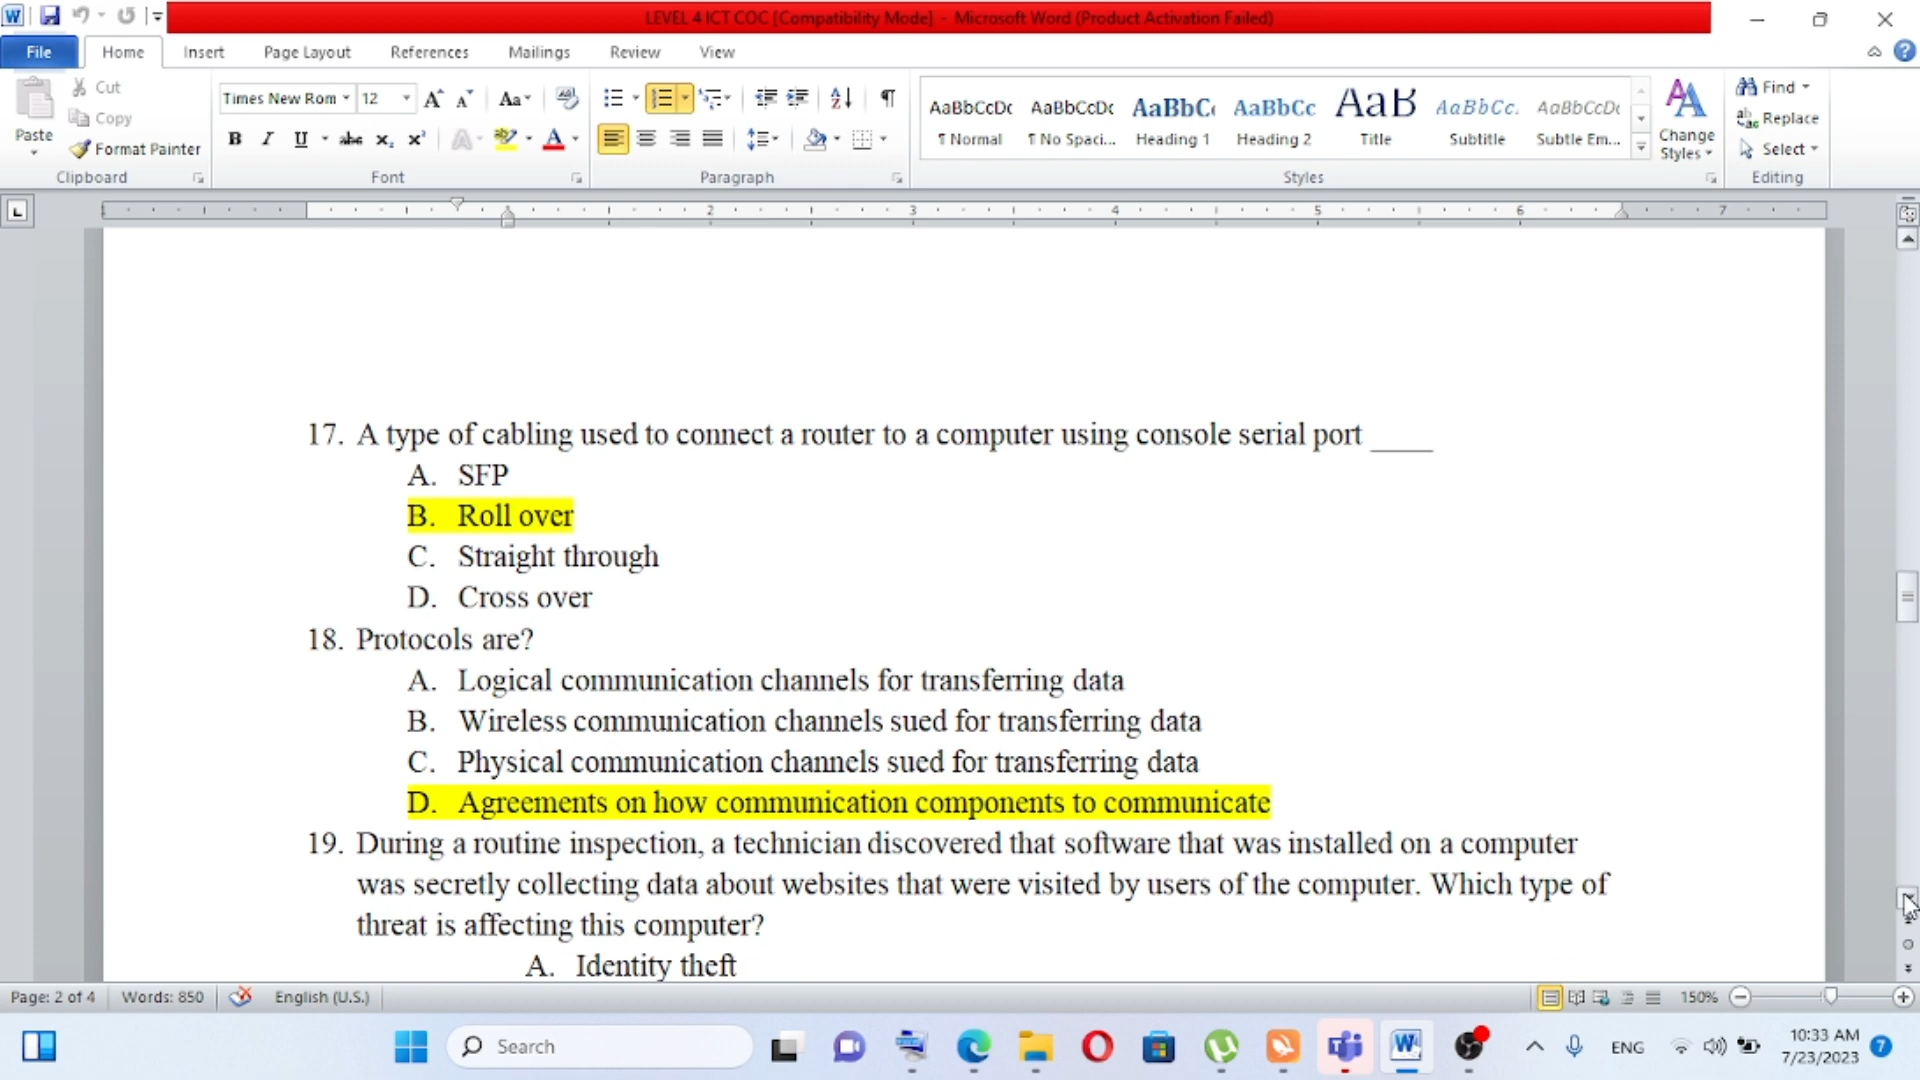 LEVEL 4 ICT COC [Compatibility Mode] - Microsoft Word (Product Activation Failed)
File Home Insert Page Layout References Mailings Review View
Cut
Copy
Paste
Format Painter
Clipboard
Times New Rom 12
Font
Paragraph
AaBbCcDc AaBbCcDc AaBbC AaBbCc AaB AaBbCc. AaBbCcDc
¶ Normal ¶ No Spaci... Heading 1 Heading 2 Title Subtitle Subtle Em...
Change Styles
Styles
Find
Replace
Select
Editing
2 3 4 5 6 7
17. A type of cabling used to connect a router to a computer using console serial port _____
A. SFP
B. Roll over
C. Straight through
D. Cross over
18. Protocols are?
A. Logical communication channels for transferring data
B. Wireless communication channels sued for transferring data
C. Physical communication channels sued for transferring data
D. Agreements on how communication components to communicate
19. During a routine inspection, a technician discovered that software that was installed on a computer
was secretly collecting data about websites that were visited by users of the computer. Which type of
threat is affecting this computer?
A. Identity theft
Page: 2 of 4 Words: 850 English (U.S.) 150%
Search ENG 10:33 AM
7/23/2023 7